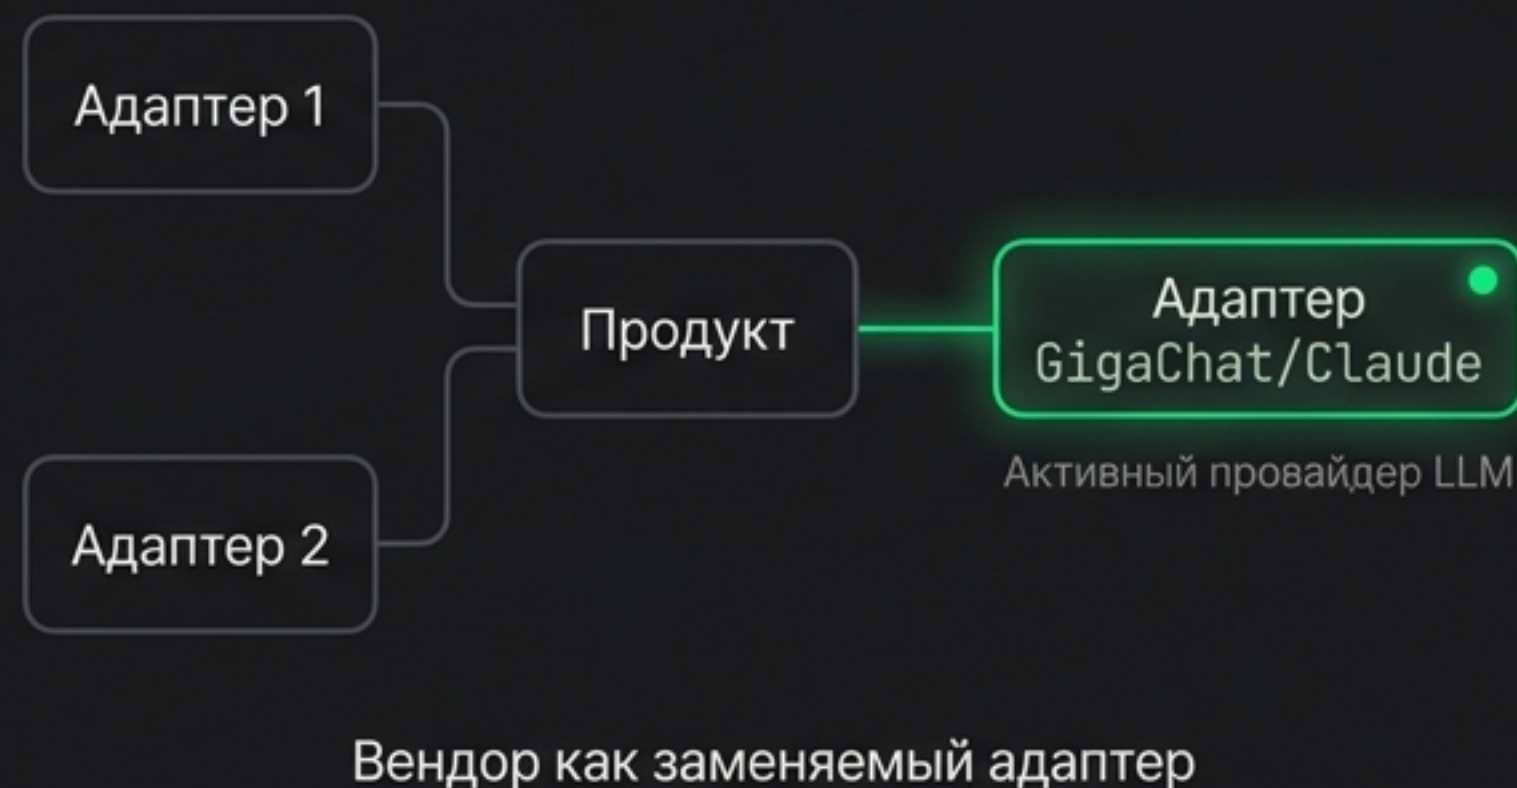 Адаптер 1
Продукт
Адаптер
GigaChat/Claude
Активный провайдер LLM
Адаптер 2
Вендор как заменяемый адаптер